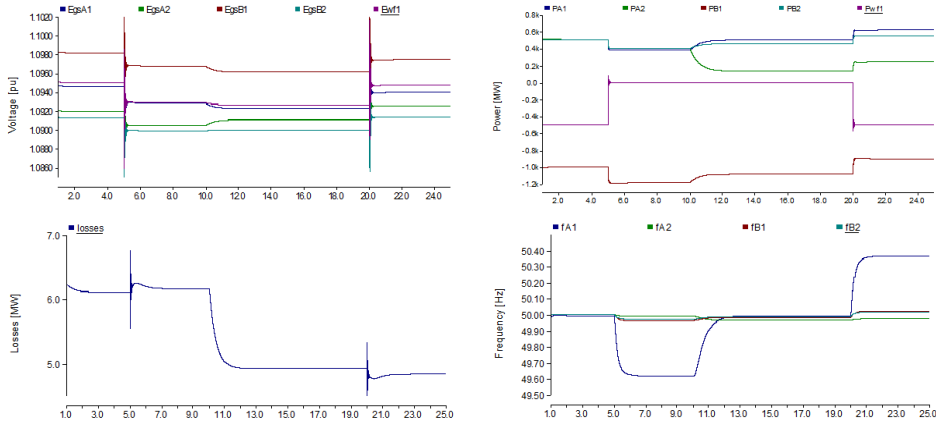 EgsA1 EgsA2 EgsB1 EgsB2 Ewf1
Voltage [pu]
1.1020
1.0980
1.0980
1.0940
1.0900
1.0860
1.0860
2.0 4.0 6.0 8.0 10.0 12.0 14.0 16.0 18.0 20.0 22.0 24.0
PA1 PA2 PB1 PB2 Pwf1
Power [MW]
0.8k
0.6k
0.4k
0.2k
0.0
-0.2k
-0.4k
-0.6k
-0.8k
-1.0k
-1.2k
2.0 4.0 6.0 8.0 10.0 12.0 14.0 16.0 18.0 20.0 22.0 24.0
losses
Losses [MW]
7.0
6.0
5.0
1.0 3.0 5.0 7.0 9.0 11.0 13.0 15.0 17.0 19.0 21.0 23.0 25.0
fA1 fA2 fB1 fB2
Frequency [Hz]
50.40
50.30
50.20
50.10
50.00
49.90
49.80
49.70
49.60
49.50
1.0 3.0 5.0 7.0 9.0 11.0 13.0 15.0 17.0 19.0 21.0 23.0 25.0